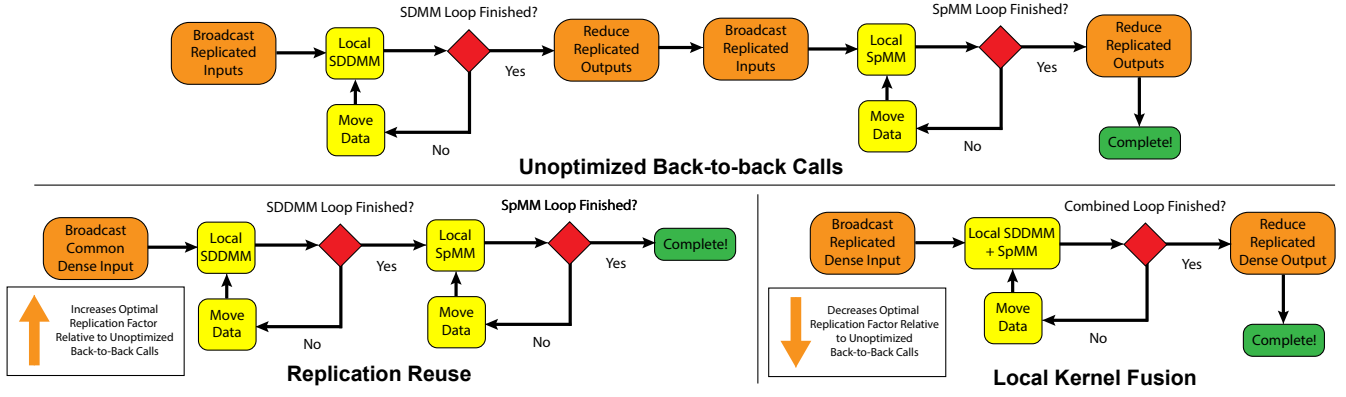 SDMM Loop Finished?
SpMM Loop Finished?
Broadcast
Replicated
Inputs
Local
SDDMM
Yes
Reduce
Replicated
Outputs
Broadcast
Replicated
Inputs
Local
SpMM
Yes
Reduce
Replicated
Outputs
Move
Data
No
Move
Data
No
Complete!
Unoptimized Back-to-back Calls
SDDMM Loop Finished?
SpMM Loop Finished?
Broadcast
Common
Dense Input
Local
SDDMM
Yes
Local
SpMM
Yes
Complete!
Move
Data
No
Move
Data
No
Increases Optimal
Replication Factor
Relative to Unoptimized
Back-to-Back Calls
Replication Reuse
Combined Loop Finished?
Broadcast
Replicated
Dense Input
Local SDDMM
+ SpMM
Yes
Reduce
Replicated
Dense Output
Move
Data
No
Complete!
Decreases Optimal
Replication Factor Relative
to Unoptimized
Back-to-Back Calls
Local Kernel Fusion